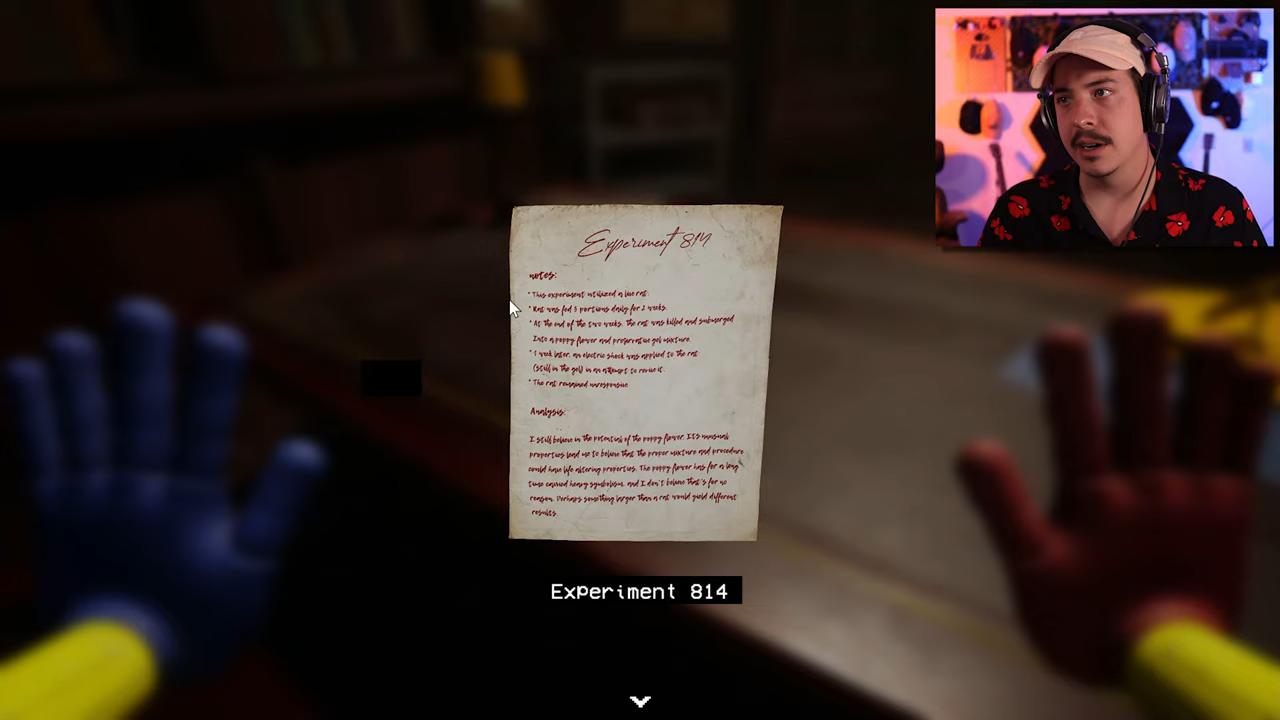 Experiment 814
notes:
* This experiment utilized a live rat.
* Rat was fed 3 portions daily for 2 weeks.
* At the end of the two weeks, the rat was killed and submerged
Into a poppy flower and preservative gel mixture.
* 1 week later, an electric shock was applied to the rat
(still in the gel) in an attempt to revive it.
* The rat remained unresponsive.
Analysis:
I still believe in the potential of the poppy flower. It's unusual
properties lead me to believe that the proper mixture and procedure
could have life altering properties. The poppy flower has for a long
time carried heavy symbolism, and I don't believe that's for no
reason. Perhaps something larger than a rat would yield different
results.
Experiment 814